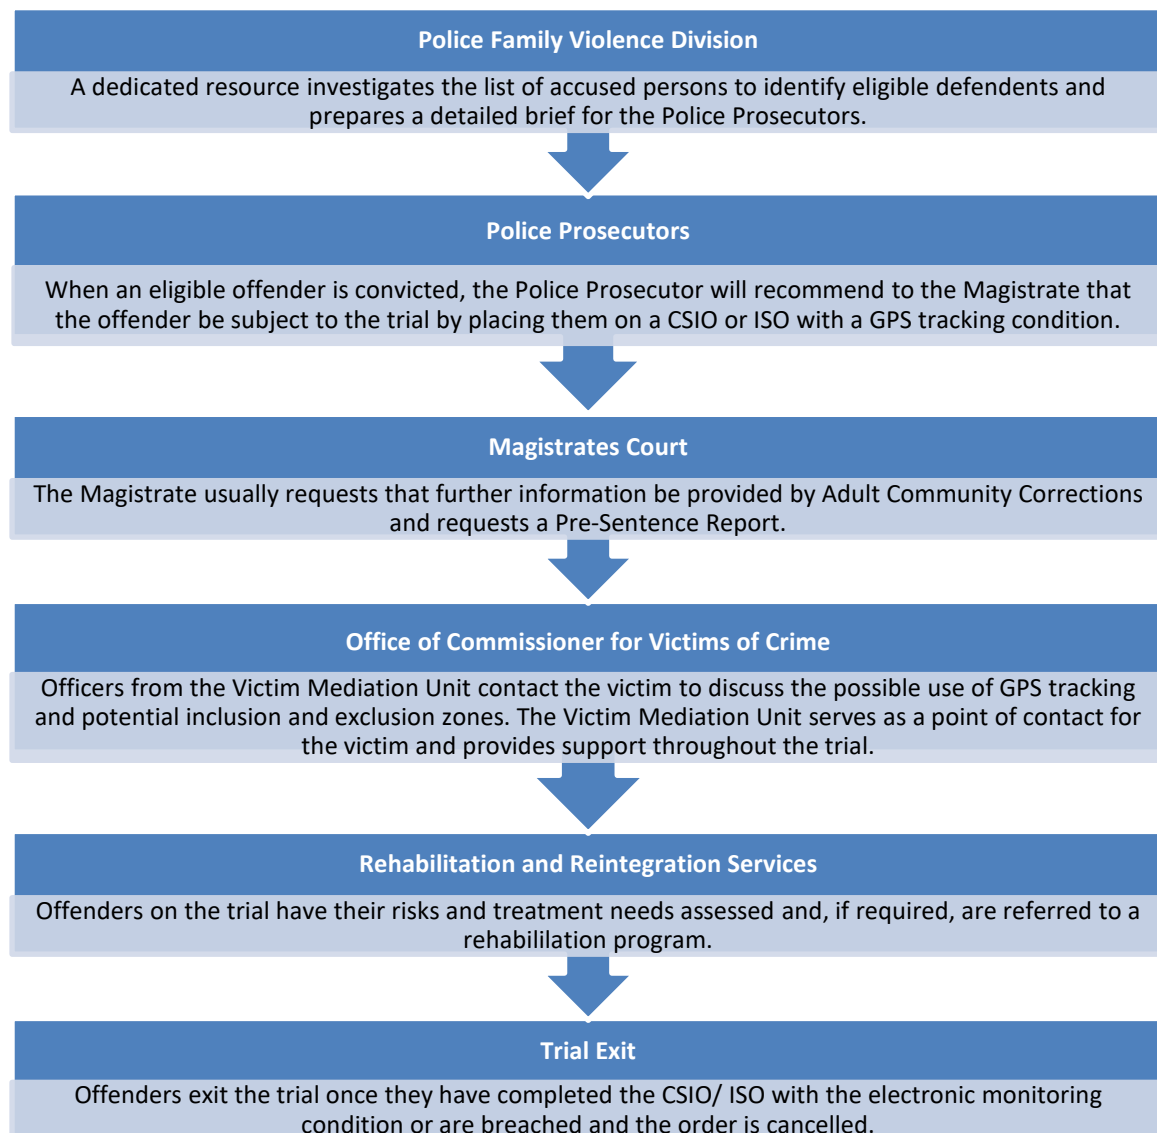 Police Family Violence Division
A dedicated resource investigates the list of accused persons to identify eligible defendents and
prepares a detailed brief for the Police Prosecutors.
Police Prosecutors
When an eligible offender is convicted, the Police Prosecutor will recommend to the Magistrate that
the offender be subject to the trial by placing them on a CSIO or ISO with a GPS tracking condition.
Magistrates Court
The Magistrate usually requests that further information be provided by Adult Community Corrections
and requests a Pre-Sentence Report.
Office of Commissioner for Victims of Crime
Officers from the Victim Mediation Unit contact the victim to discuss the possible use of GPS tracking
and potential inclusion and exclusion zones. The Victim Mediation Unit serves as a point of contact for
the victim and provides support throughout the trial.
Rehabilitation and Reintegration Services
Offenders on the trial have their risks and treatment needs assessed and, if required, are referred to a
rehabililation program.
Trial Exit
Offenders exit the trial once they have completed the CSIO/ ISO with the electronic monitoring
condition or are breached and the order is cancelled.